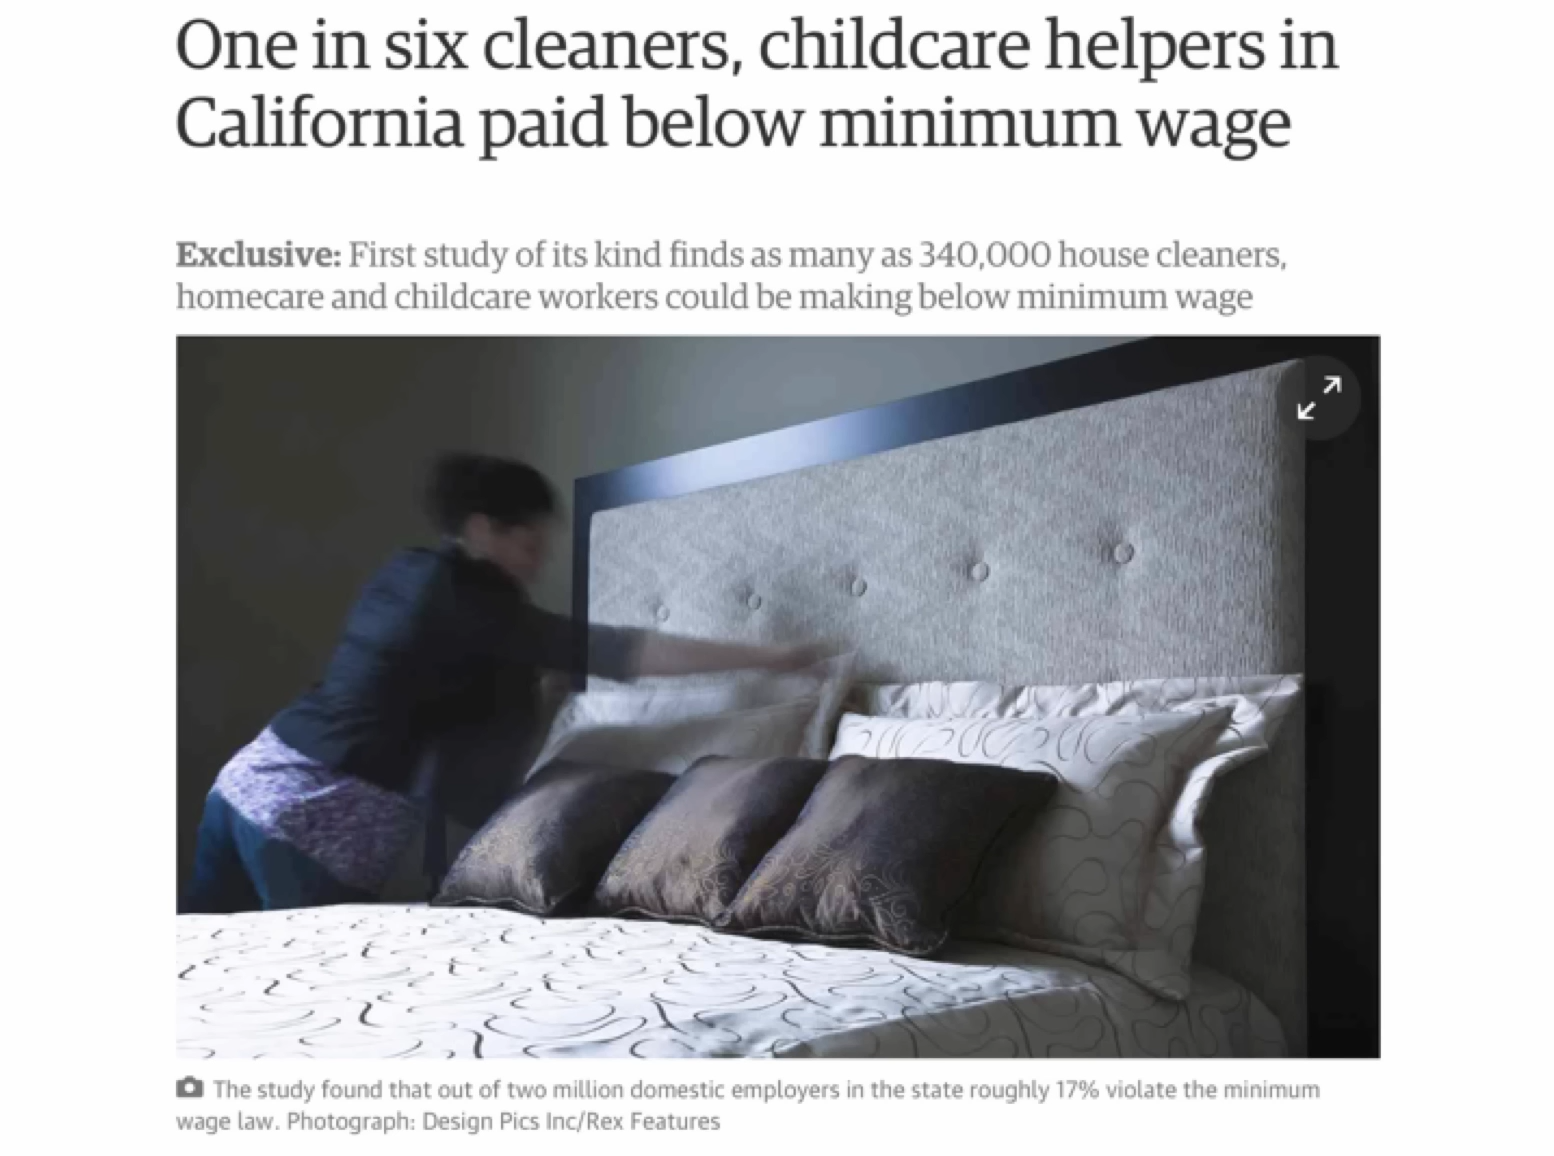 One in six cleaners, childcare helpers in
California paid below minimum wage
Exclusive: First study of its kind finds as many as 340,000 house cleaners,
homecare and childcare workers could be making below minimum wage
The study found that out of two million domestic employers in the state roughly 17% violate the minimum
wage law. Photograph: Design Pics Inc/Rex Features